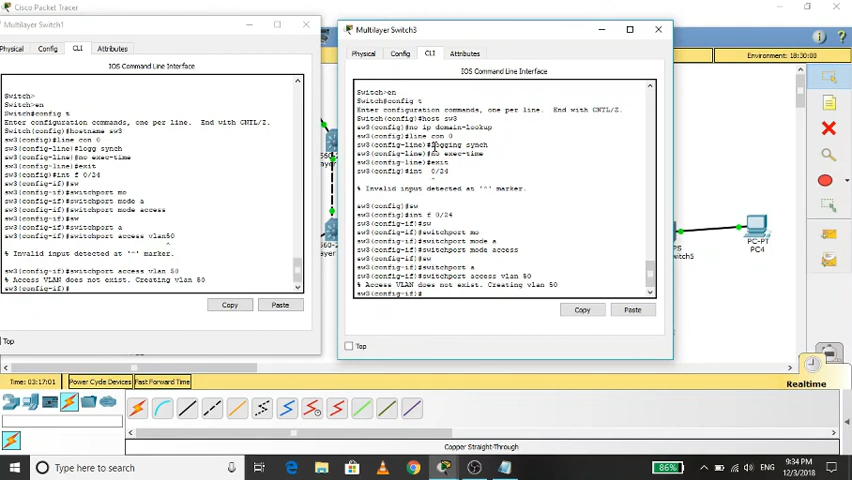 Cisco Packet Tracer
Multilayer Switch1
Physical
Config
CLI
Attributes
IOS Command Line Interface
Switch>
Switch>en
Switch#config t
Enter configuration commands, one per line. End with CNTL/Z.
Switch(config)#hostname sw3
sw3(config)#line con 0
sw3(config-line)#logg synch
sw3(config-line)#no exec-time
sw3(config-line)#exit
sw3(config)#int f 0/24
sw3(config-if)#sw
sw3(config-if)#switchport mo
sw3(config-if)#switchport mode a
sw3(config-if)#switchport mode access
sw3(config-if)#sw
sw3(config-if)#switchport a
sw3(config-if)#switchport access vlan50
^
% Invalid input detected at '^' marker.
sw3(config-if)#switchport access vlan 50
% Access VLAN does not exist. Creating vlan 50
sw3(config-if)#
Copy
Paste
Top
Multilayer Switch3
Physical
Config
CLI
Attributes
IOS Command Line Interface
Switch>en
Switch#config t
Enter configuration commands, one per line. End with CNTL/Z.
Switch(config)#host sw3
sw3(config)#no ip domain-lookup
sw3(config)#line con 0
sw3(config-line)#logging synch
sw3(config-line)#no exec-time
sw3(config-line)#exit
sw3(config)#int 0/24
^
% Invalid input detected at '^' marker.
sw3(config)#sw
sw3(config)#int f 0/24
sw3(config-if)#sw
sw3(config-if)#switchport mo
sw3(config-if)#switchport mode a
sw3(config-if)#switchport mode access
sw3(config-if)#sw
sw3(config-if)#switchport a
sw3(config-if)#switchport access vlan 50
% Access VLAN does not exist. Creating vlan 50
sw3(config-if)#
Copy
Paste
Top
Environment: 18:30:00
PC-PT
PC4
Time: 03:17:01
Power Cycle Devices
Fast Forward Time
Realtime
Copper Straight-Through
Type here to search
86%
ENG
9:34 PM
12/3/2018